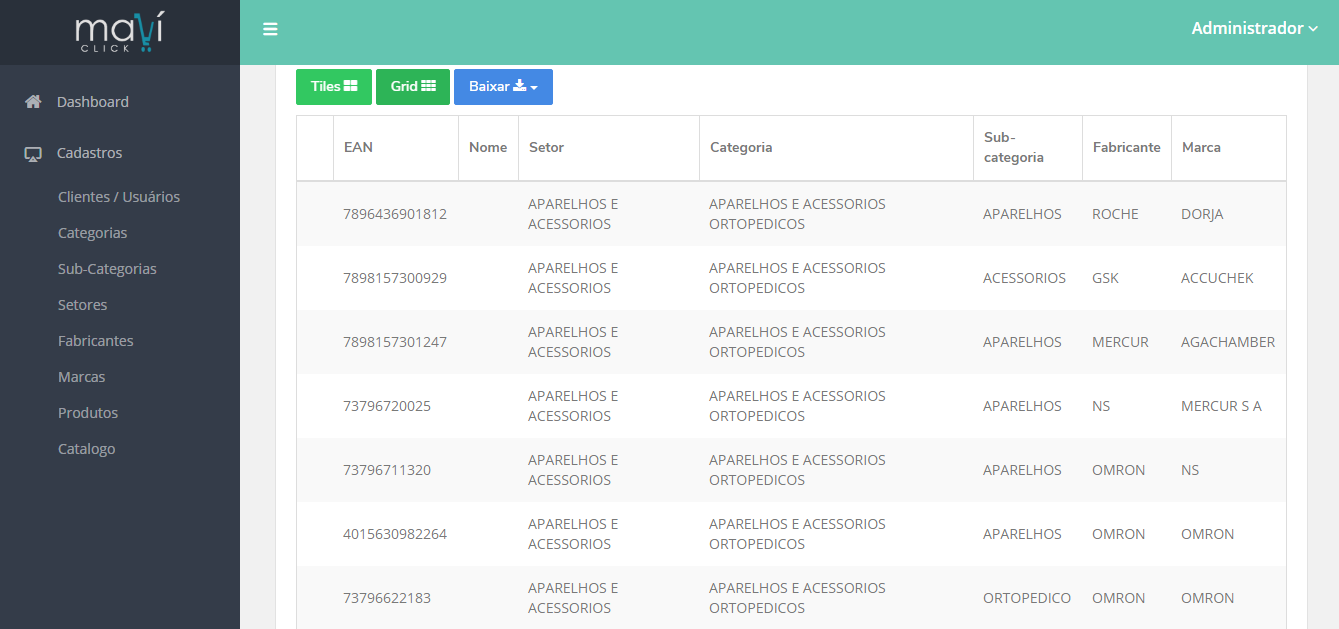 maví
CLICK
Administrador
Dashboard
Cadastros
Clientes / Usuários
Categorias
Sub-Categorias
Setores
Fabricantes
Marcas
Produtos
Catalogo
Tiles Grid Baixar
EAN Nome Setor Categoria Sub-categoria Fabricante Marca
7896436901812 APARELHOS E ACESSORIOS APARELHOS E ACESSORIOS ORTOPEDICOS APARELHOS ROCHE DORJA
7898157300929 APARELHOS E ACESSORIOS APARELHOS E ACESSORIOS ORTOPEDICOS ACESSORIOS GSK ACCUCHEK
7898157301247 APARELHOS E ACESSORIOS APARELHOS E ACESSORIOS ORTOPEDICOS APARELHOS MERCUR AGACHAMBER
73796720025 APARELHOS E ACESSORIOS APARELHOS E ACESSORIOS ORTOPEDICOS APARELHOS NS MERCUR S A
73796711320 APARELHOS E ACESSORIOS APARELHOS E ACESSORIOS ORTOPEDICOS APARELHOS OMRON NS
4015630982264 APARELHOS E ACESSORIOS APARELHOS E ACESSORIOS ORTOPEDICOS APARELHOS OMRON OMRON
73796622183 APARELHOS E ACESSORIOS APARELHOS E ACESSORIOS ORTOPEDICOS ORTOPEDICO OMRON OMRON